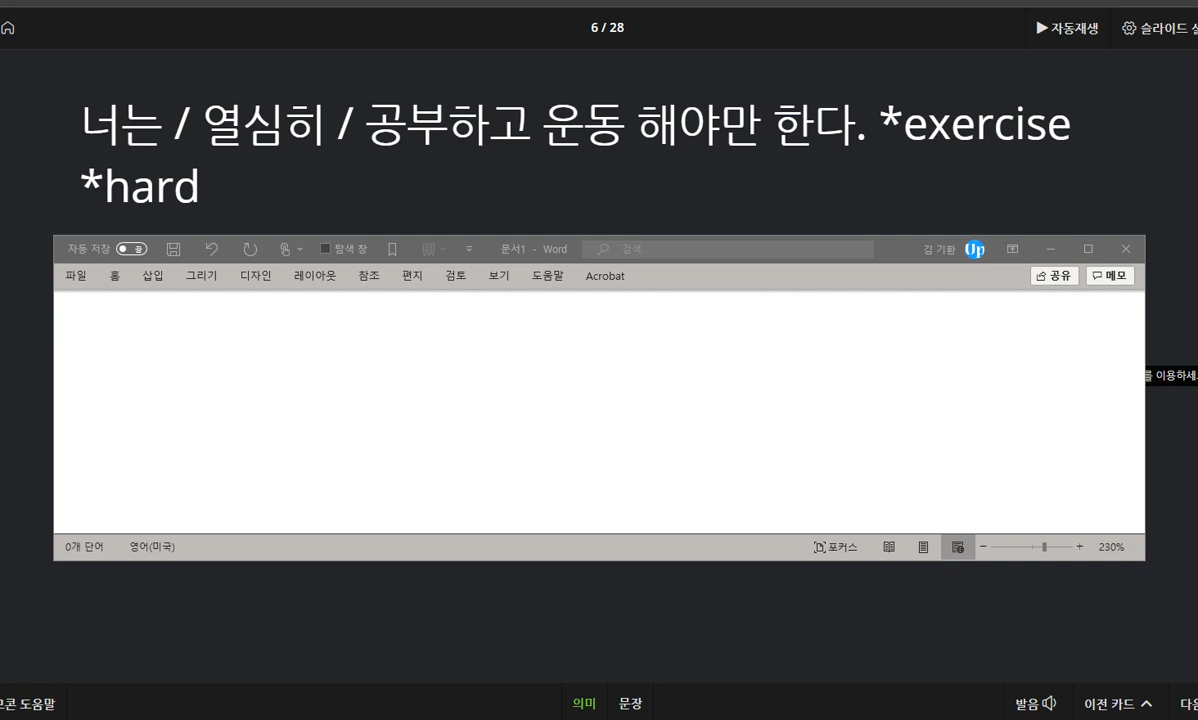 6 / 28
▶ 자동재생
슬라이드
너는 / 열심히 / 공부하고 운동 해야만 한다. *exercise
*hard
자동 저장 끔
탐색 창
문서1 - Word
검색
김 기환
Up
파일 홈 삽입 그리기 디자인 레이아웃 참조 편지 검토 보기 도움말 Acrobat
공유 메모
를 이용하세
0개 단어 영어(미국)
포커스
230%
도움말
의미 문장
발음 이전 카드